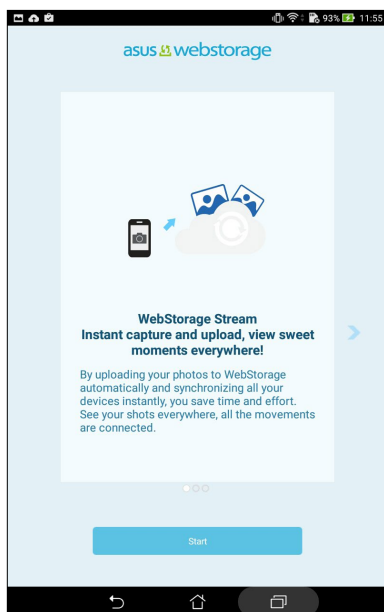 93% 11:55
asus webstorage
WebStorage Stream
Instant capture and upload, view sweet
moments everywhere!
By uploading your photos to WebStorage
automatically and synchronizing all your
devices instantly, you save time and effort.
See your shots everywhere, all the movements
are connected.
Start